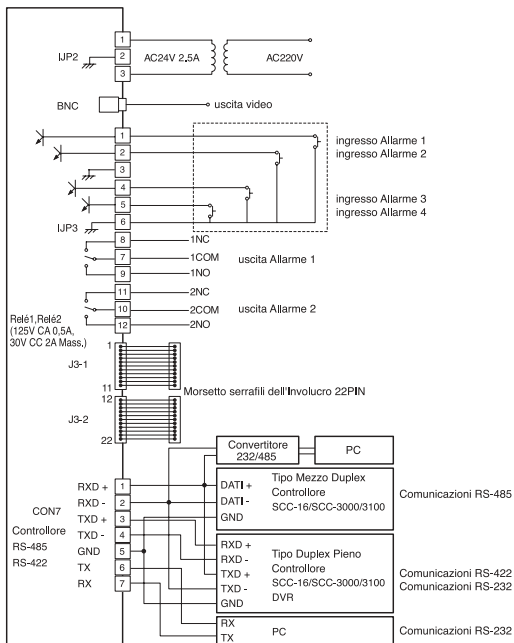 1
IJP2
2
AC24V 2.5A
AC220V
3
BNC
uscita video
1
ingresso Allarme 1
2
ingresso Allarme 2
3
4
ingresso Allarme 3
5
ingresso Allarme 4
IJP3
6
8
1NC
7
1COM
uscita Allarme 1
9
1NO
11
2NC
10
2COM
uscita Allarme 2
12
2NO
Relé1,Relé2
(125V CA 0,5A,
30V CC 2A Mass.)
1
J3-1
11
Morsetto serrafili dell'Involucro 22PIN
12
J3-2
22
Convertitore
232/485
PC
CON7
Controllore
RS-485
RS-422
RXD + 1
RXD - 2
TXD + 3
TXD - 4
GND 5
TX 6
RX 7
DATI +
DATI -
GND
Tipo Mezzo Duplex
Controllore
SCC-16/SCC-3000/3100
Comunicazioni RS-485
RXD +
RXD -
TXD +
TXD -
GND
Tipo Duplex Pieno
Controllore
SCC-16/SCC-3000/3100
DVR
Comunicazioni RS-422
Comunicazioni RS-232
RX
TX
PC
Comunicazioni RS-232